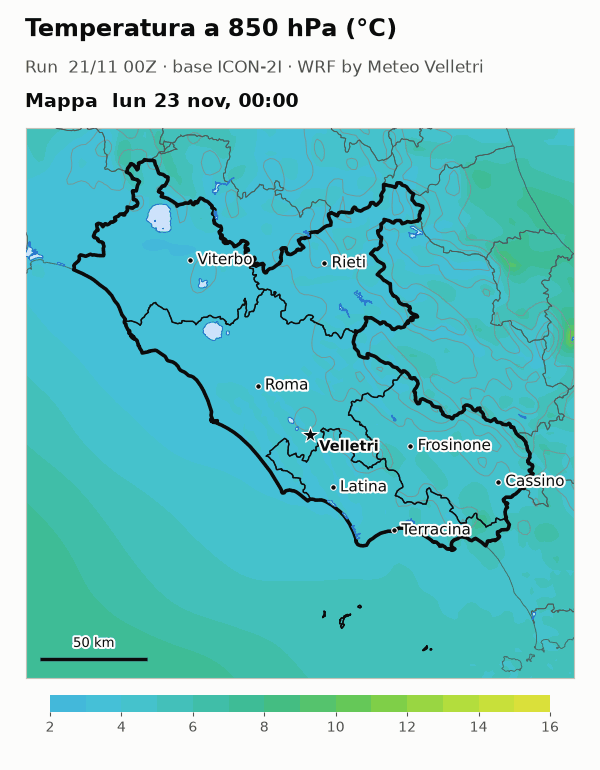 Temperatura a 850 hPa (°C)
Run  21/11 00Z · base ICON-2I · WRF by Meteo Velletri
Mappa  lun 23 nov, 00:00
Viterbo
Rieti
Roma
Velletri
Frosinone
Cassino
Latina
Terracina
50 km
2 4 6 8 10 12 14 16